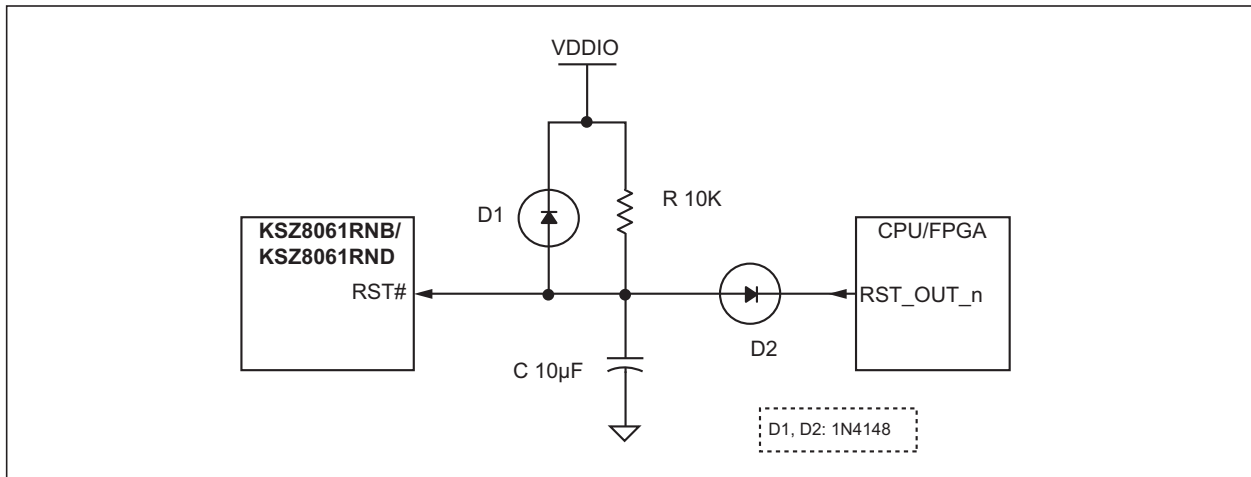 VDDIO
D1
R 10K
KSZ8061RNB/
KSZ8061RND
RST#
CPU/FPGA
RST_OUT_n
D2
C 10µF
D1, D2: 1N4148